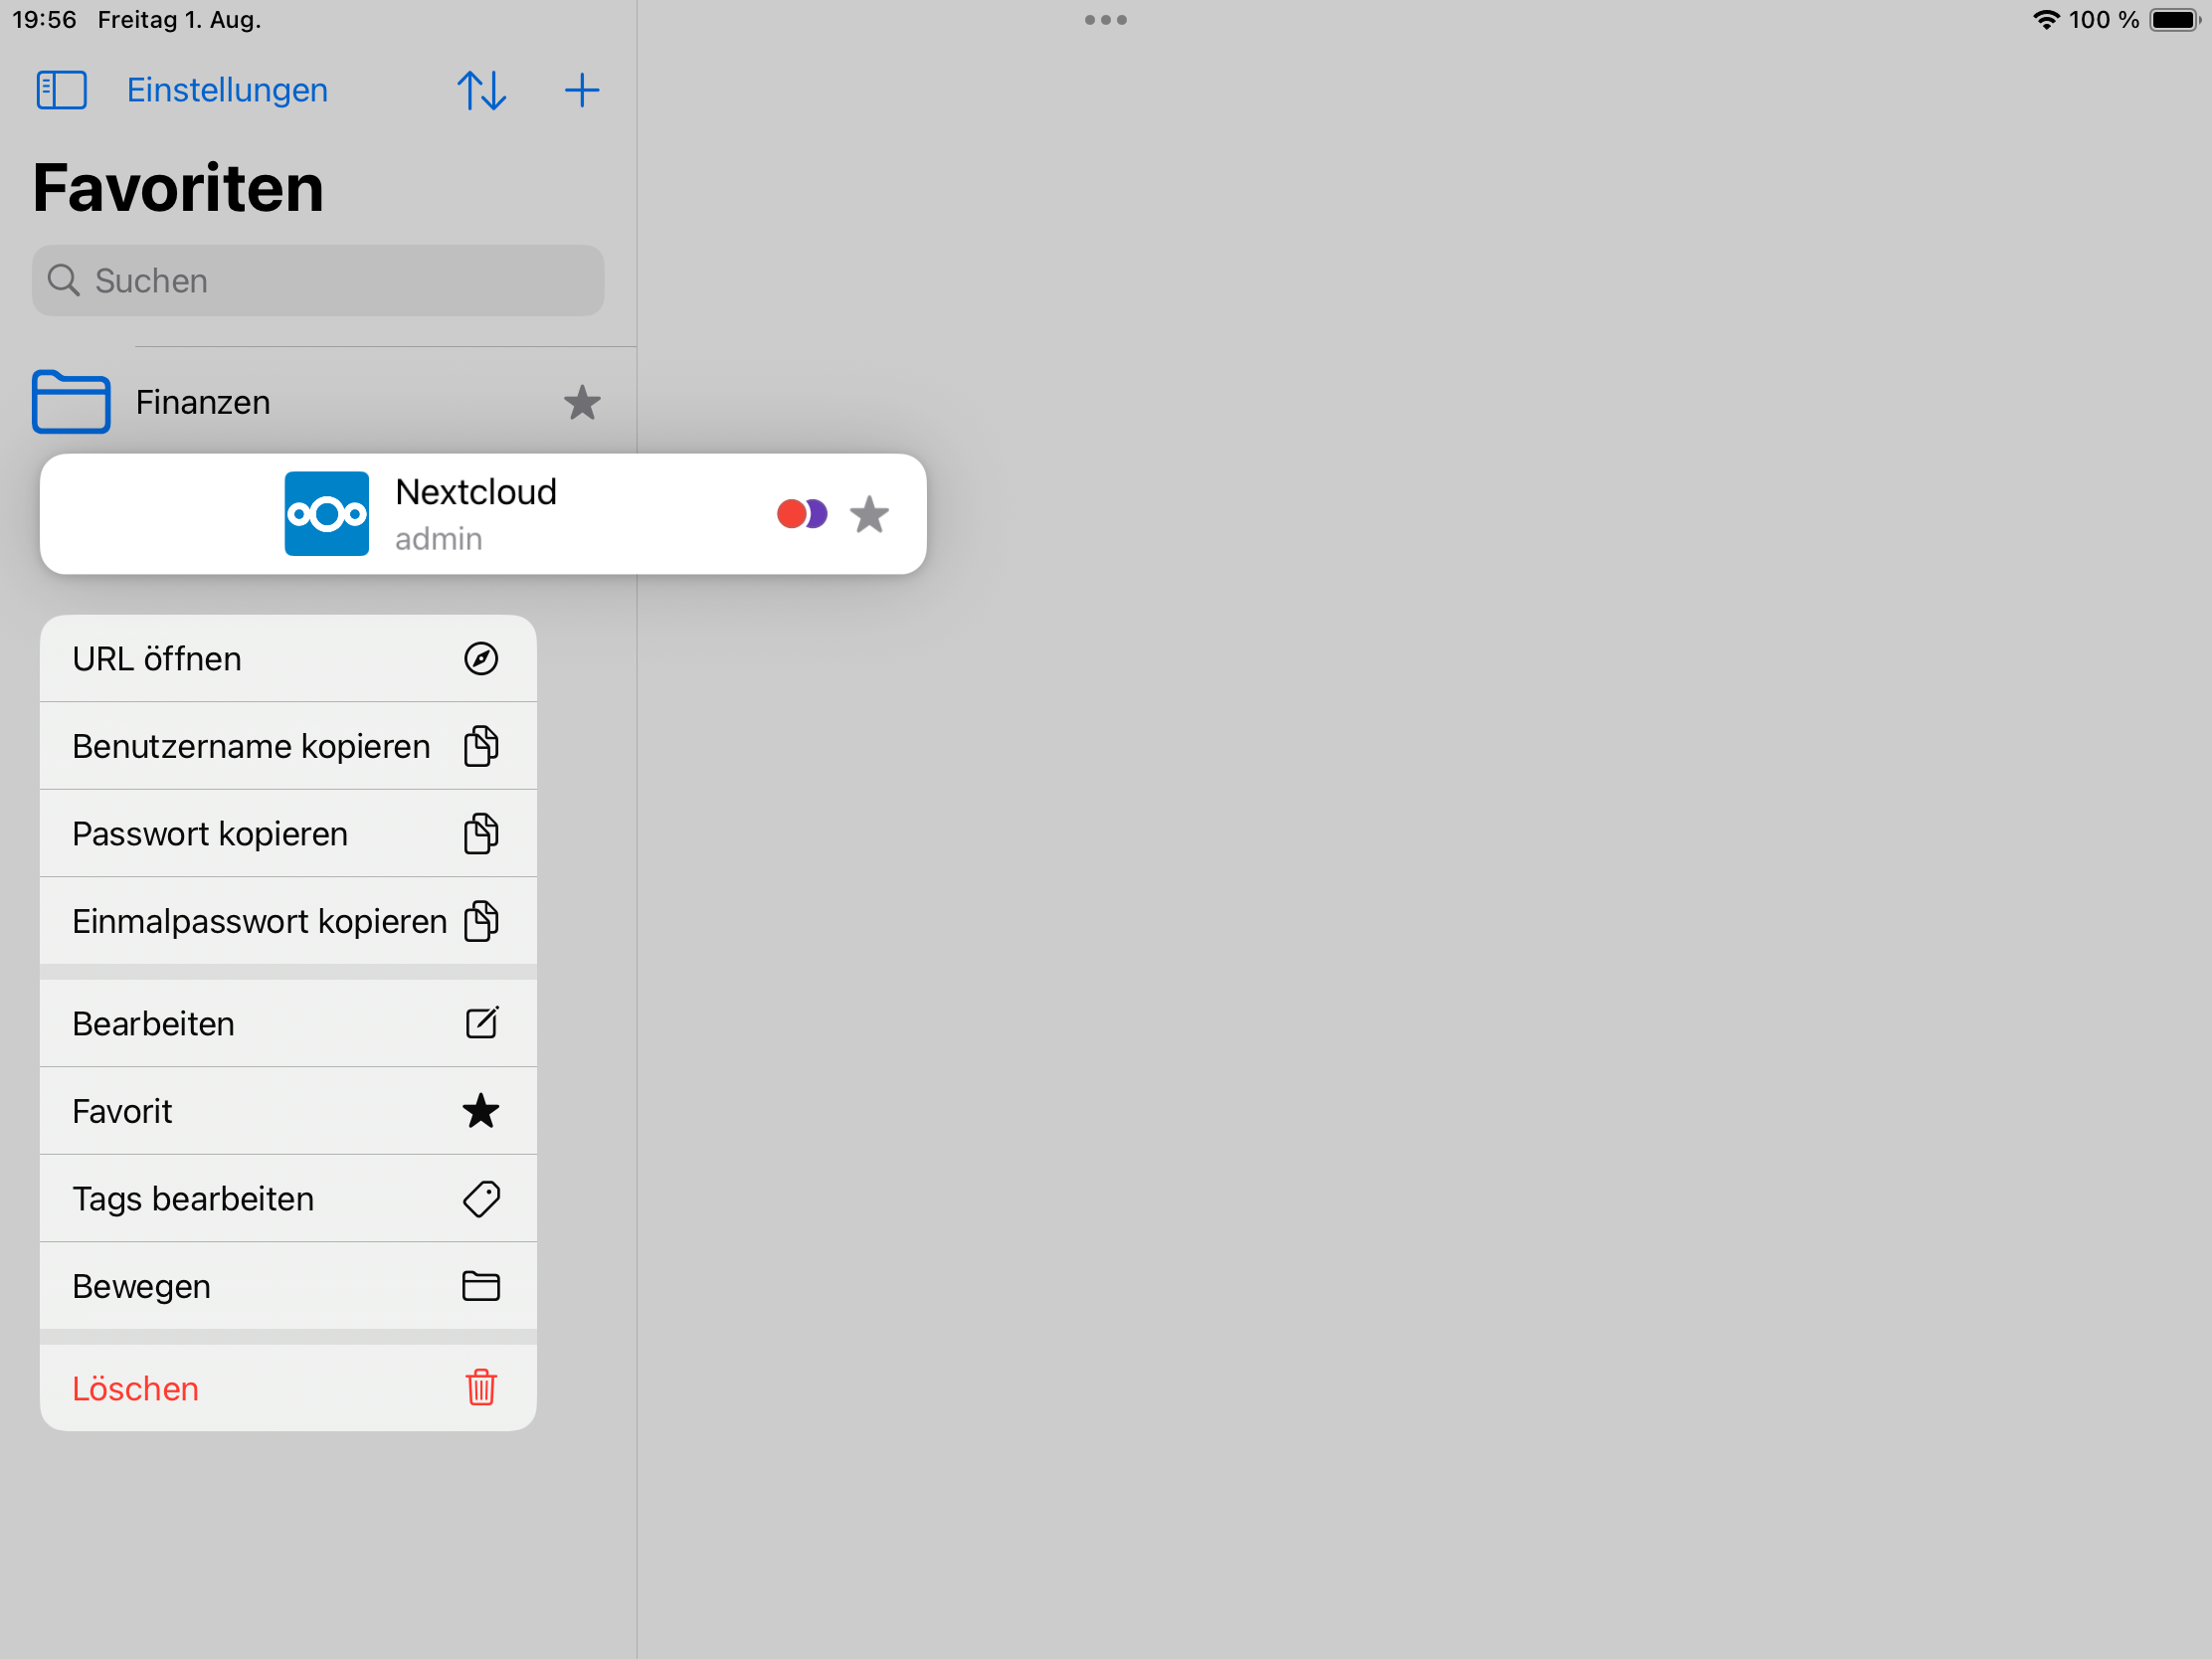 19:56 Freitag 1. Aug.
100 %
Einstellungen
Favoriten
Suchen
Finanzen
Nextcloud
admin
URL öffnen
Benutzername kopieren
Passwort kopieren
Einmalpasswort kopieren
Bearbeiten
Favorit
Tags bearbeiten
Bewegen
Löschen